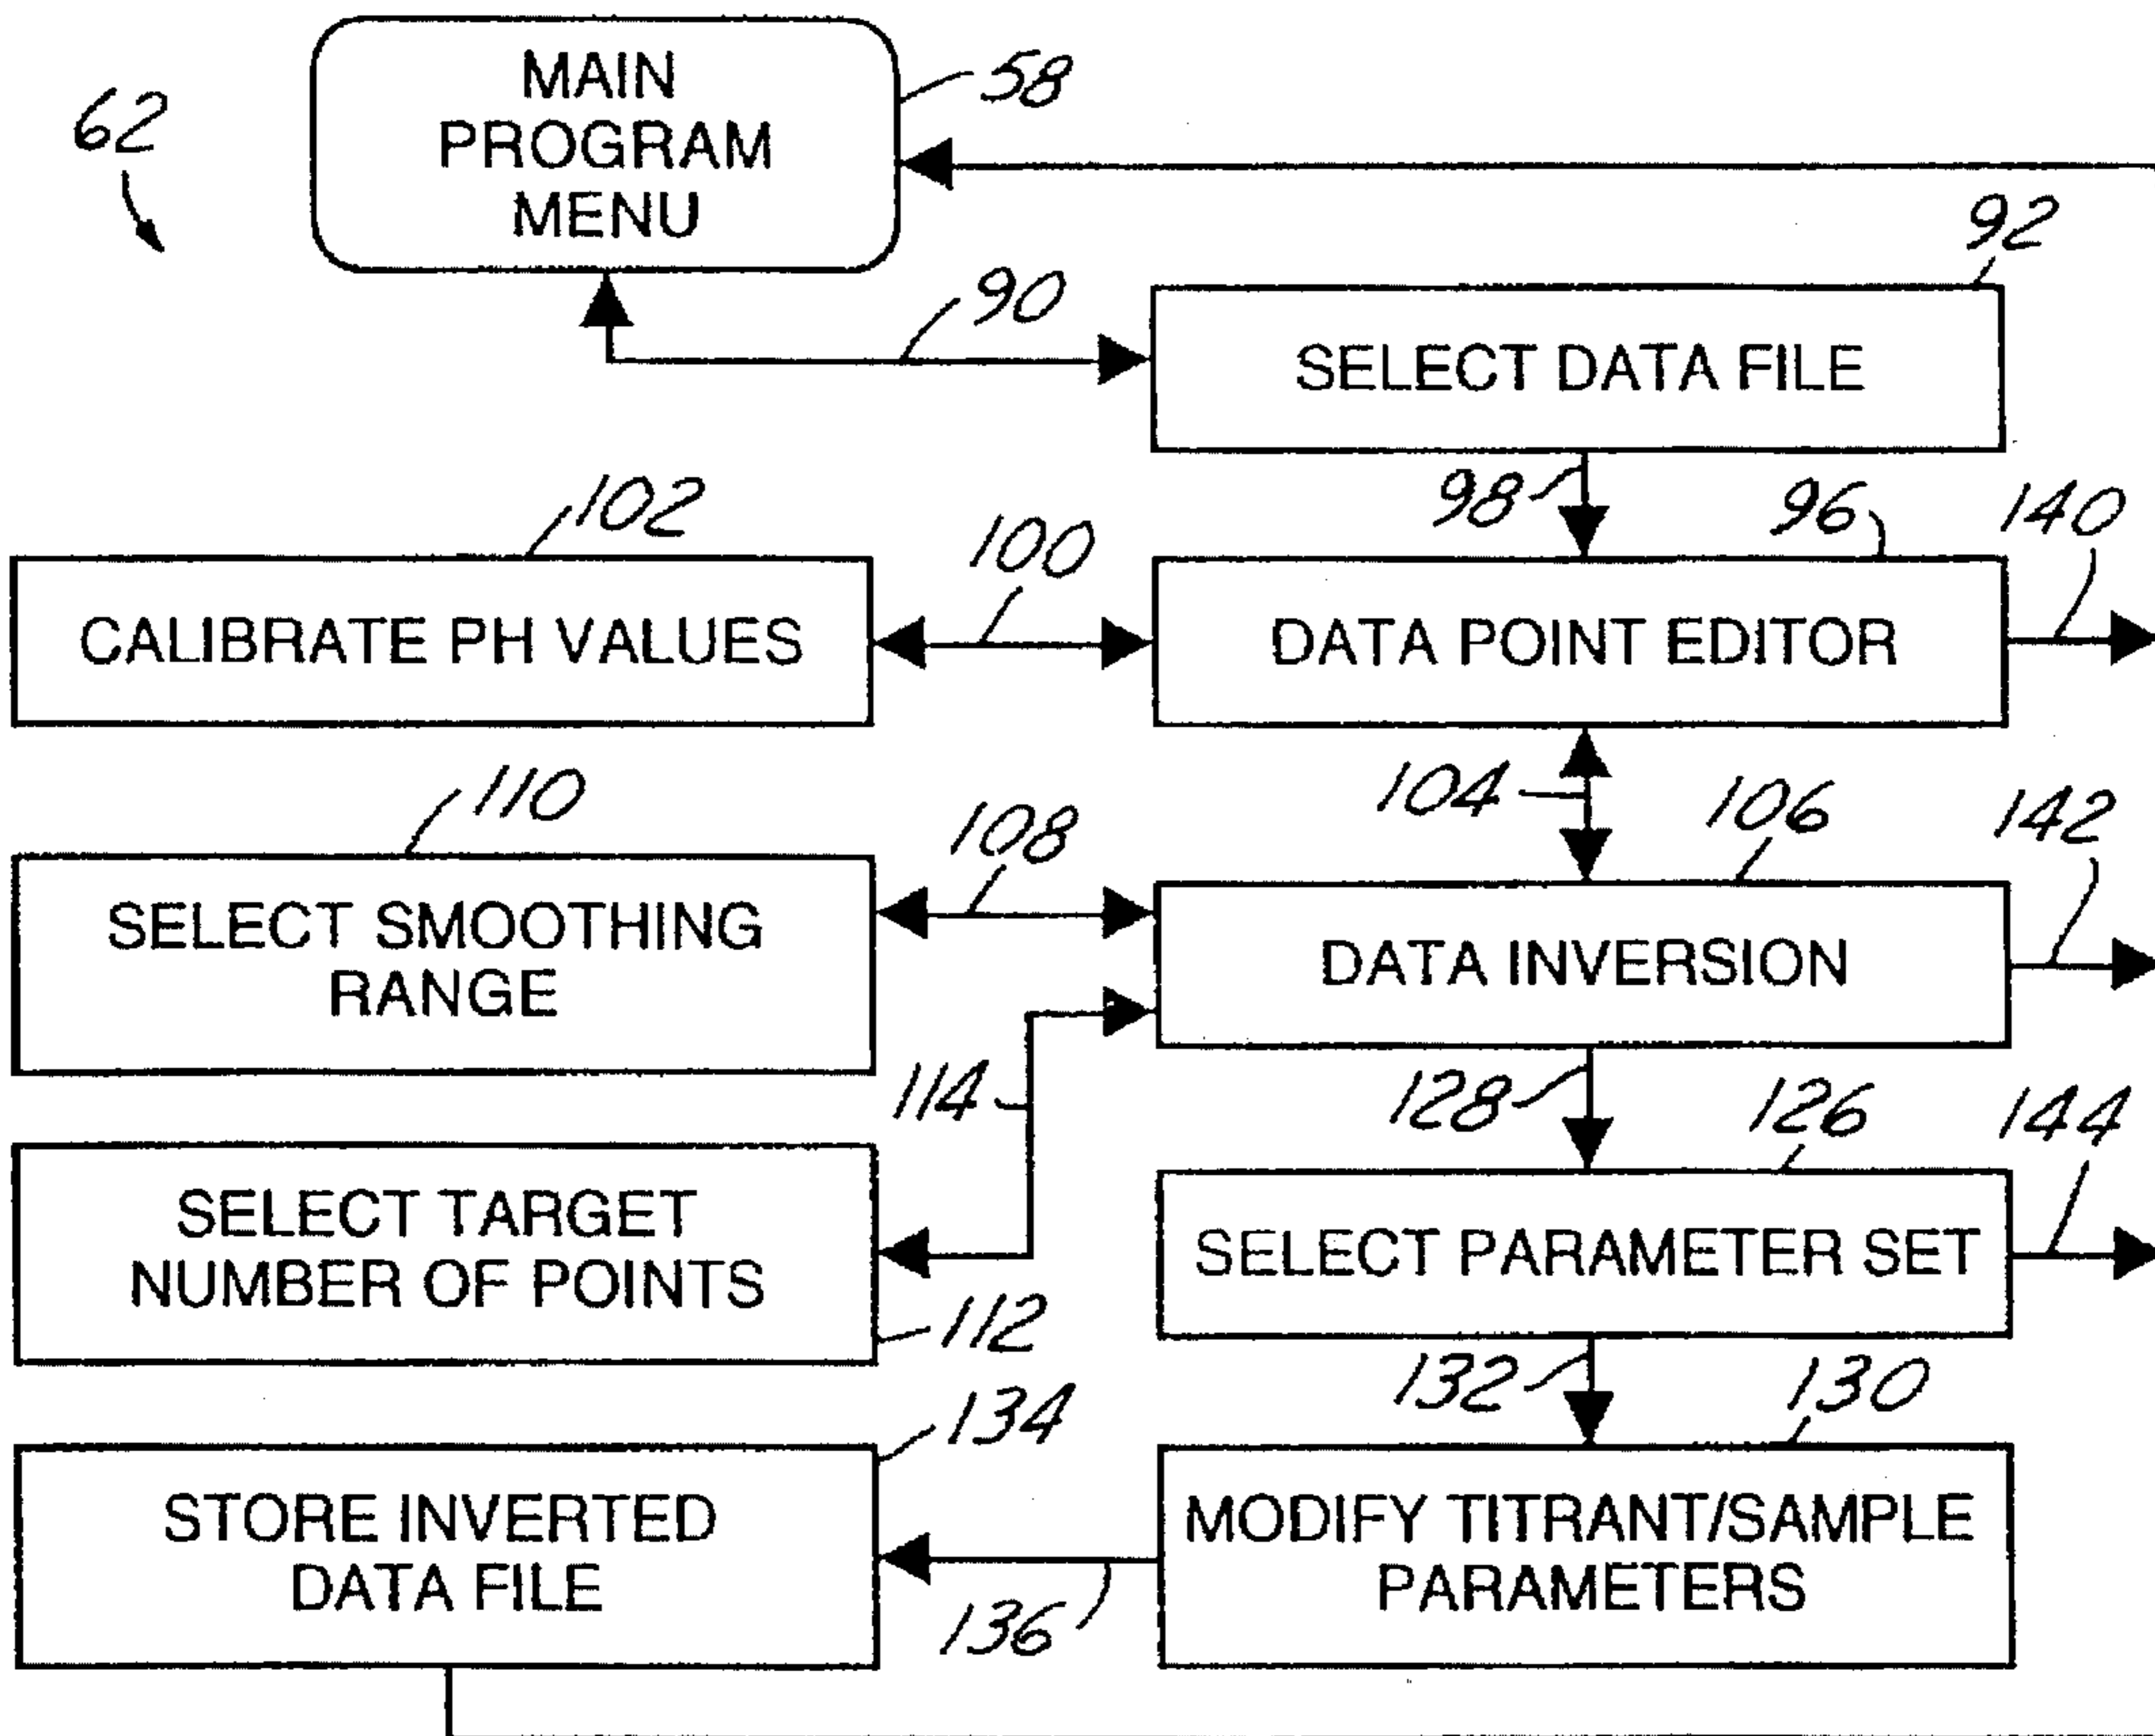 MAIN
PROGRAM
MENU
58
62
92
90
SELECT DATA FILE
98
96
140
102
100
CALIBRATE PH VALUES
DATA POINT EDITOR
104
106
142
110
108
SELECT SMOOTHING
RANGE
DATA INVERSION
114
128
126
144
SELECT TARGET
NUMBER OF POINTS
112
SELECT PARAMETER SET
132
130
134
STORE INVERTED
DATA FILE
136
MODIFY TITRANT/SAMPLE
PARAMETERS